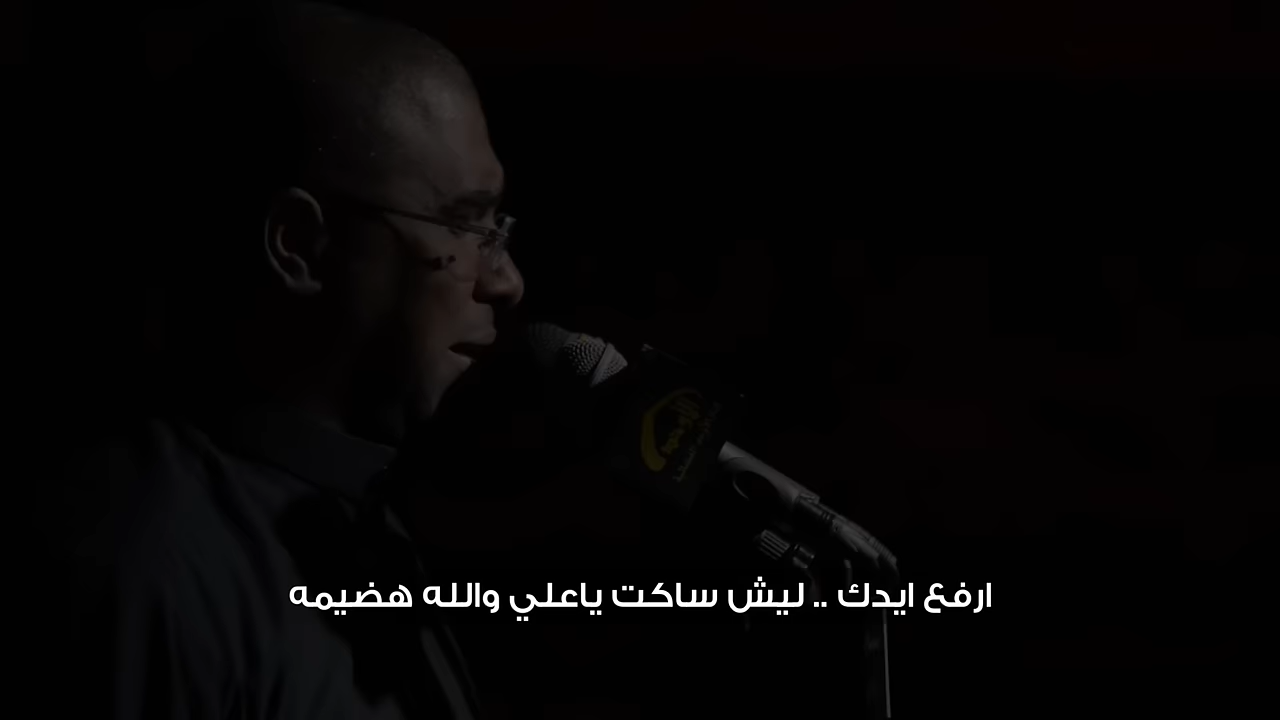 ارفع ايدك .. ليش ساكت ياعلي والله هضيمه